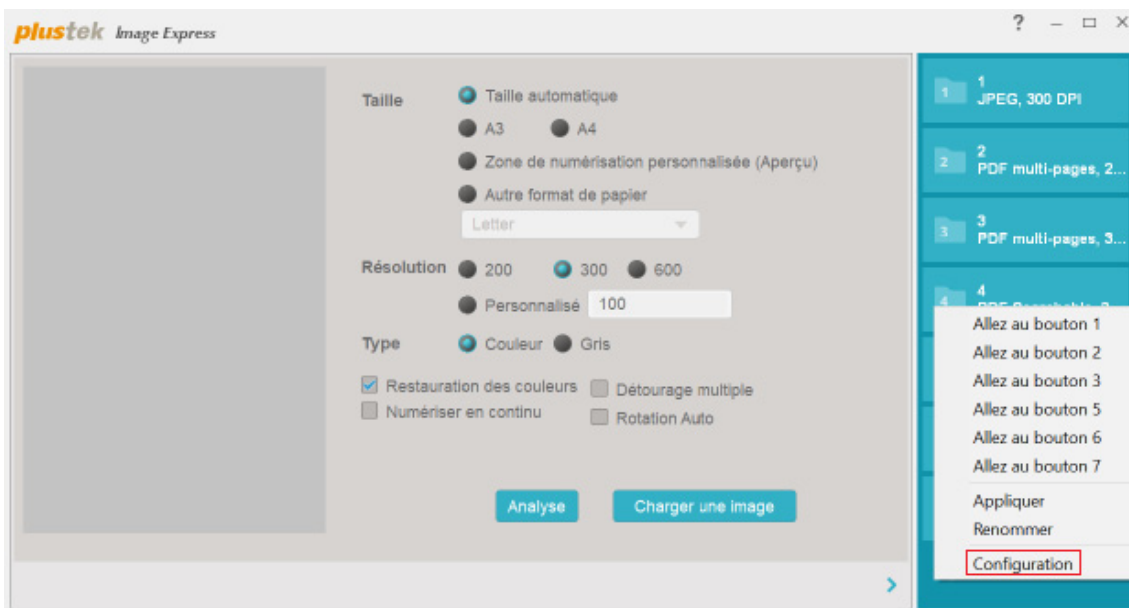 plustek Image Express
?
Taille
Taille automatique
A3 A4
Zone de numérisation personnalisée (Aperçu)
Autre format de papier
Letter
Résolution 200 300 600
Personnalisé 100
Type Couleur Gris
Restauration des couleurs Détourage multiple
Numériser en continu Rotation Auto
Analyse Charger une image
1 1
JPEG, 300 DPI
2 2
PDF multi-pages, 2...
3 3
PDF multi-pages, 3...
4 4
Allez au bouton 1
Allez au bouton 2
Allez au bouton 3
Allez au bouton 5
Allez au bouton 6
Allez au bouton 7
Appliquer
Renommer
Configuration